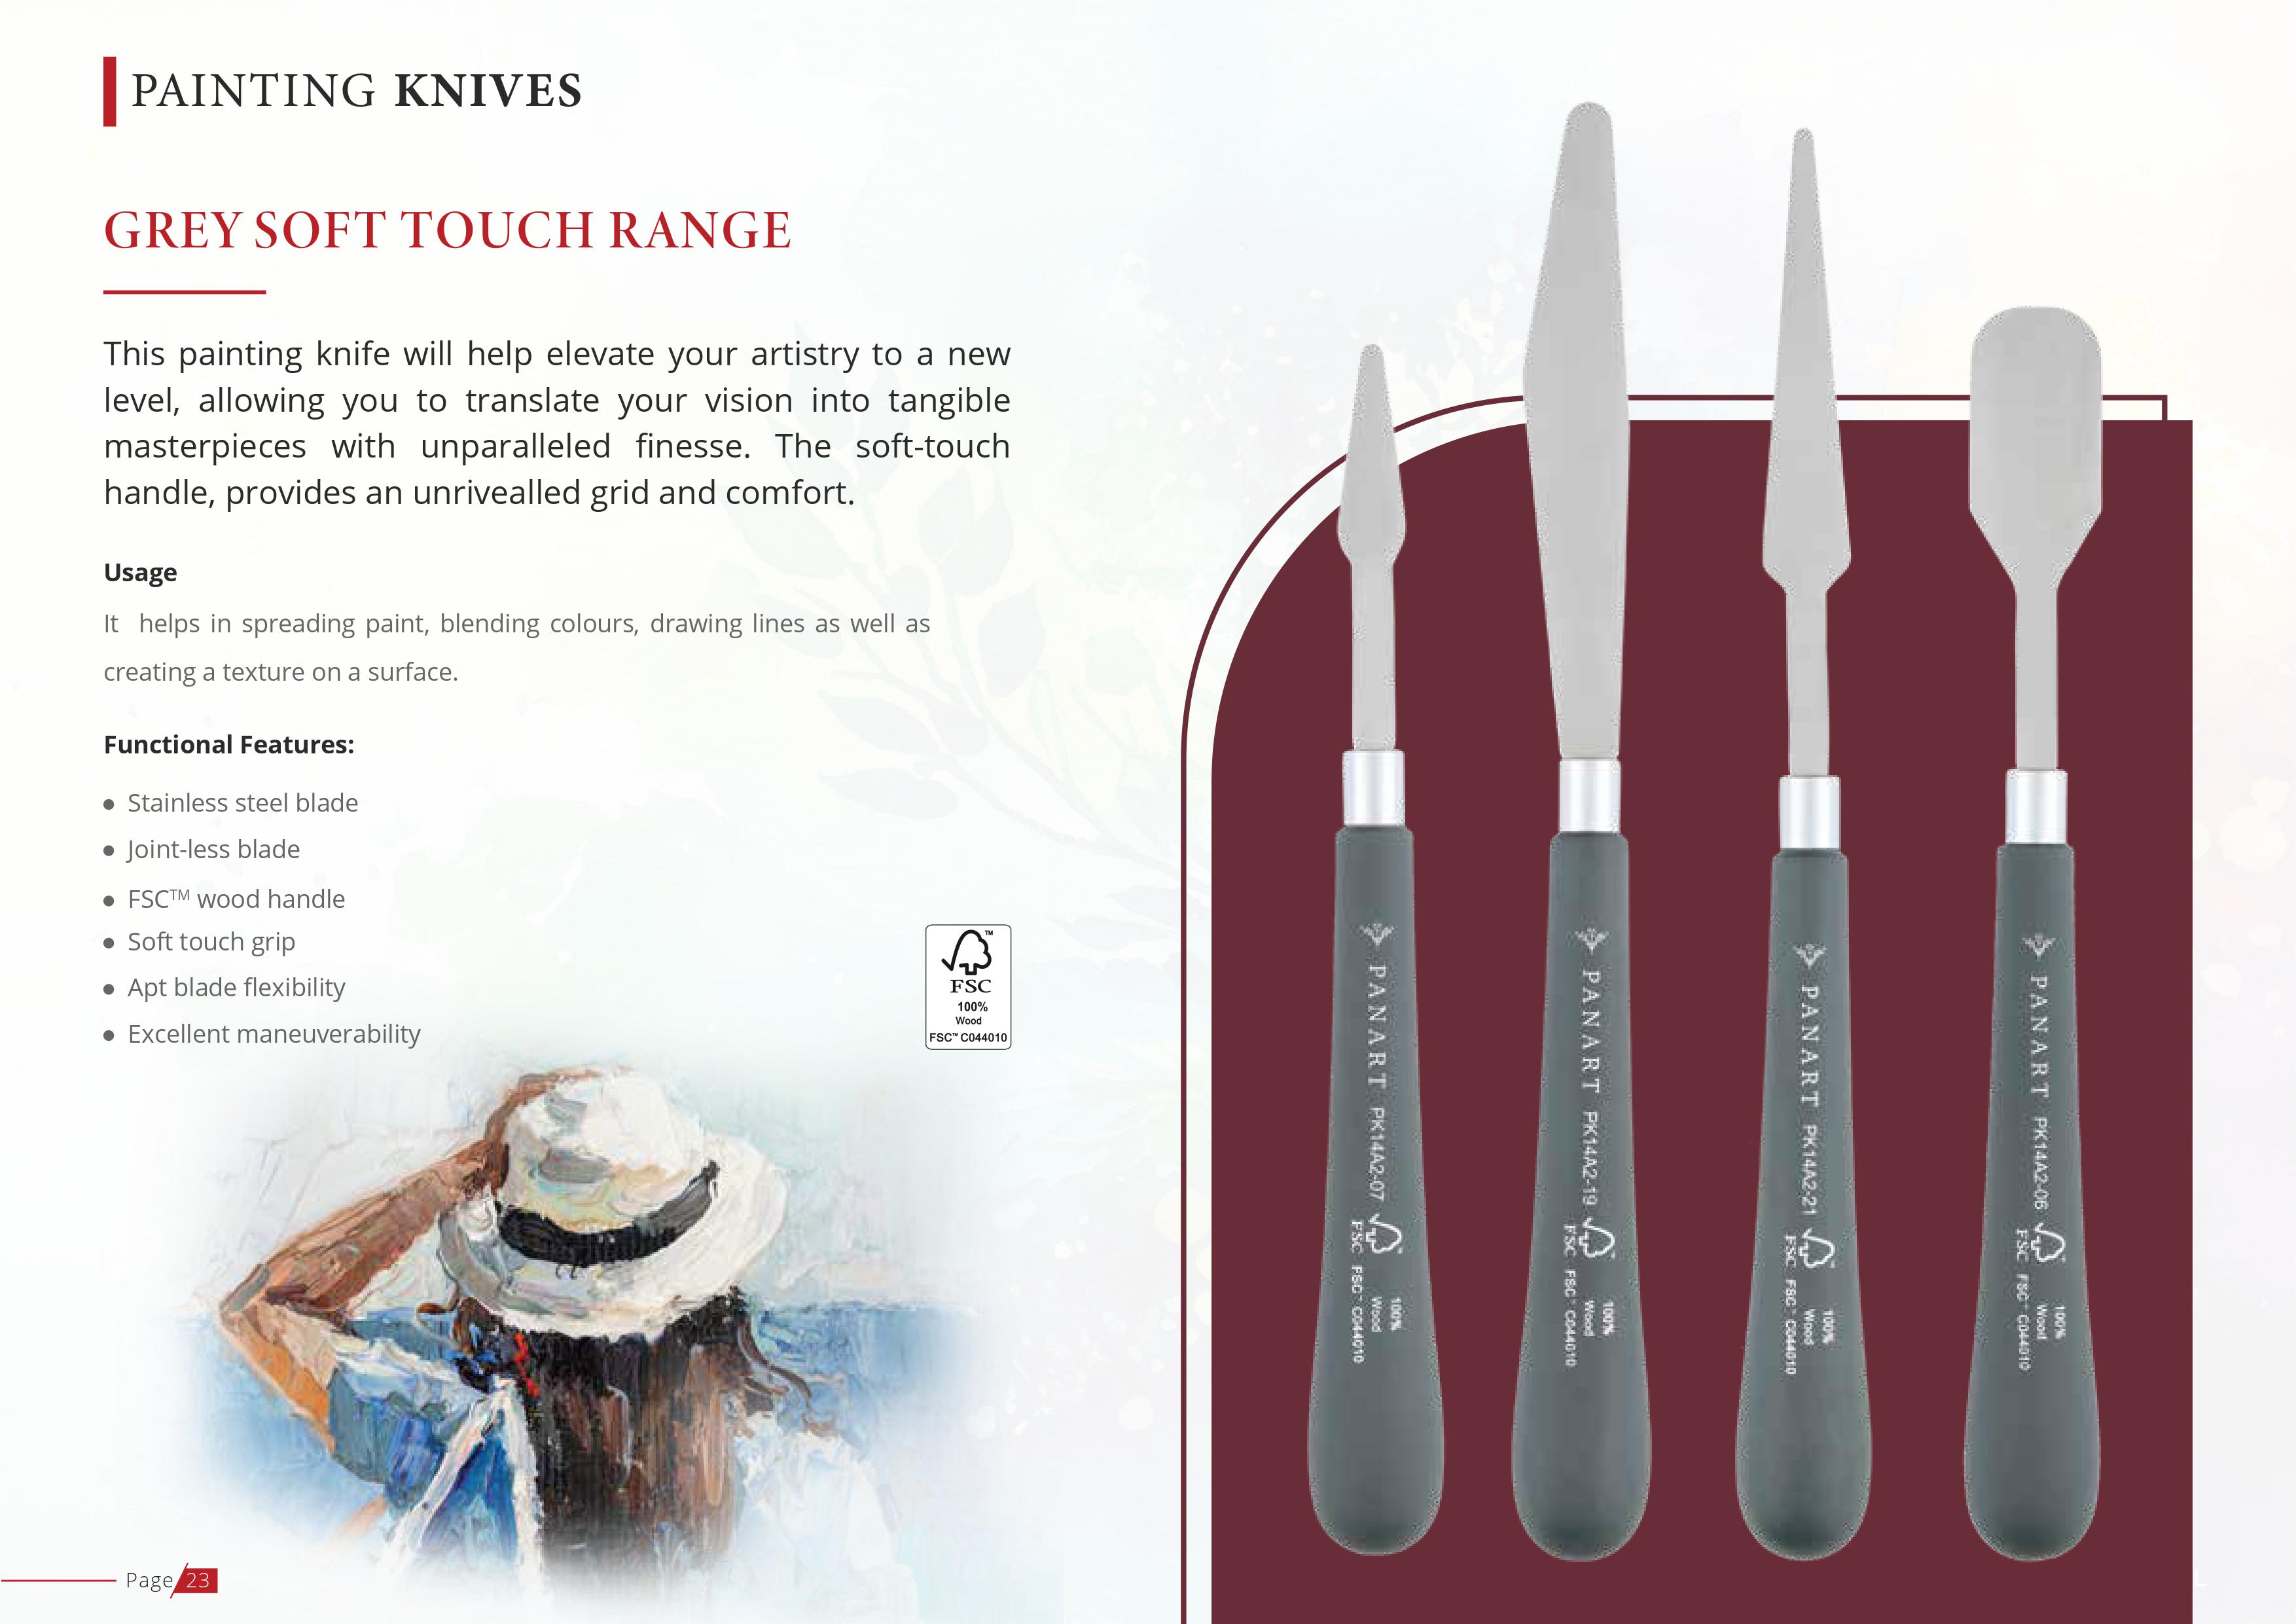 PAINTING KNIVES
GREY SOFT TOUCH RANGE
This painting knife will help elevate your artistry to a new
level, allowing you to translate your vision into tangible
masterpieces with unparalleled finesse. The soft-touch
handle, provides an unrivealled grid and comfort.
Usage
It helps in spreading paint, blending colours, drawing lines as well as
creating a texture on a surface.
Functional Features:
● Stainless steel blade
● Joint-less blade
● FSC™ wood handle
● Soft touch grip
● Apt blade flexibility
● Excellent maneuverability
™
FSC
100%
Wood
FSC™ C044010
Page 23
PANART PK14A2-07
FSC
100%
Wood
FSC™ C044010
PANART PK14A2-19
FSC
100%
Wood
FSC™ C044010
PANART PK14A2-21
FSC
100%
Wood
FSC™ C044010
PANART PK14A2-06
FSC
100%
Wood
FSC™ C044010